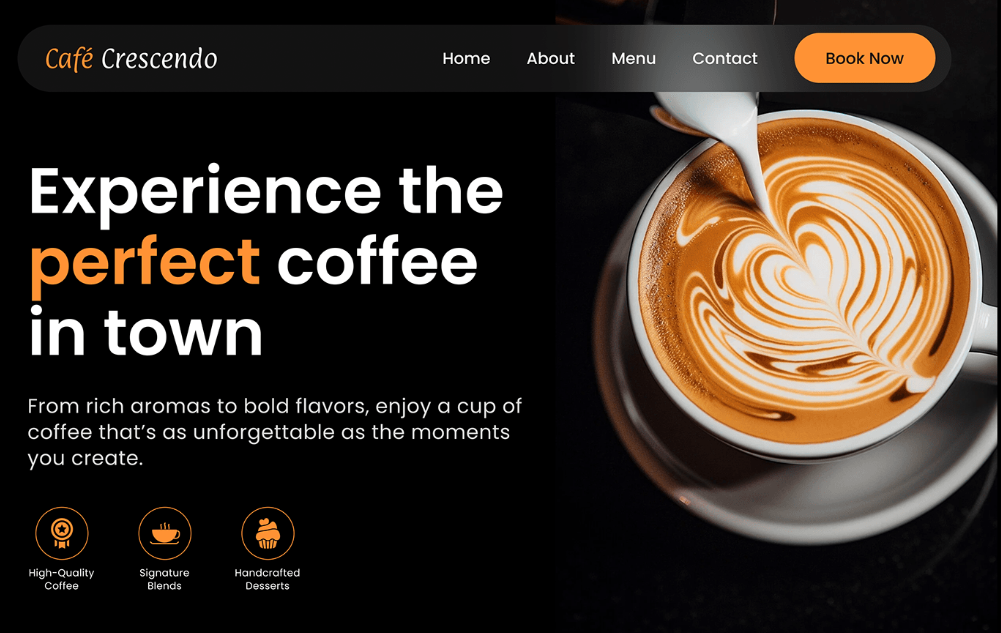 Café Crescendo
Home
About
Menu
Contact
Book Now
Experience the
perfect coffee
in town
From rich aromas to bold flavors, enjoy a cup of
coffee that’s as unforgettable as the moments
you create.
High-Quality
Coffee
Signature
Blends
Handcrafted
Desserts